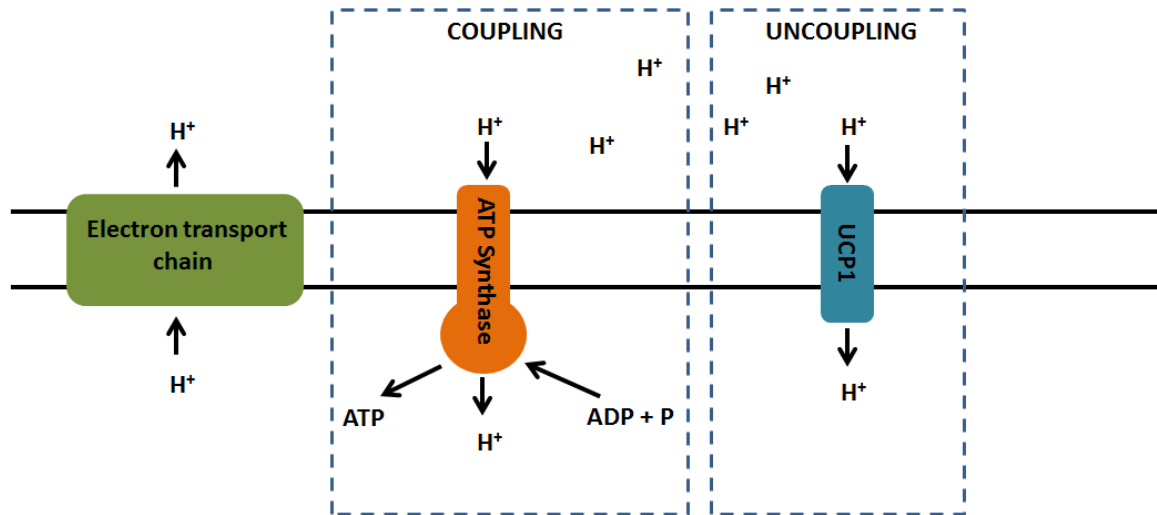 COUPLING
UNCOUPLING
H+
H+
H+
H+
H+
H+
H+
Electron transport
chain
ATP Synthase
UCP1
H+
H+
ATP
ADP + P
H+